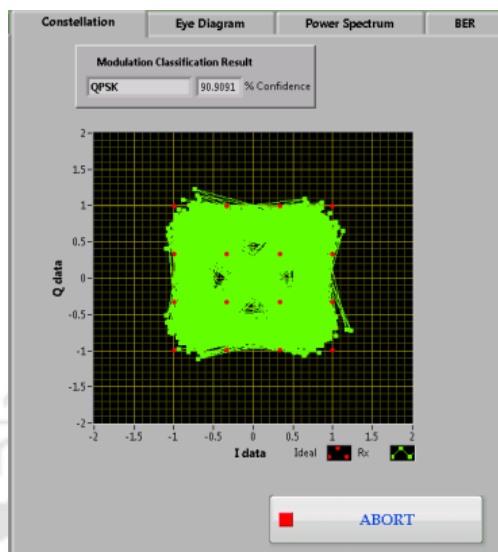 Constellation Eye Diagram Power Spectrum BER
Modulation Classification Result
QPSK 90.9091 % Confidence
2
1.5
1
0.5
0
-0.5
-1
-1.5
-2
Q data
-2 -1.5 -1 -0.5 0 0.5 1 1.5 2
I data
Ideal Rx
ABORT